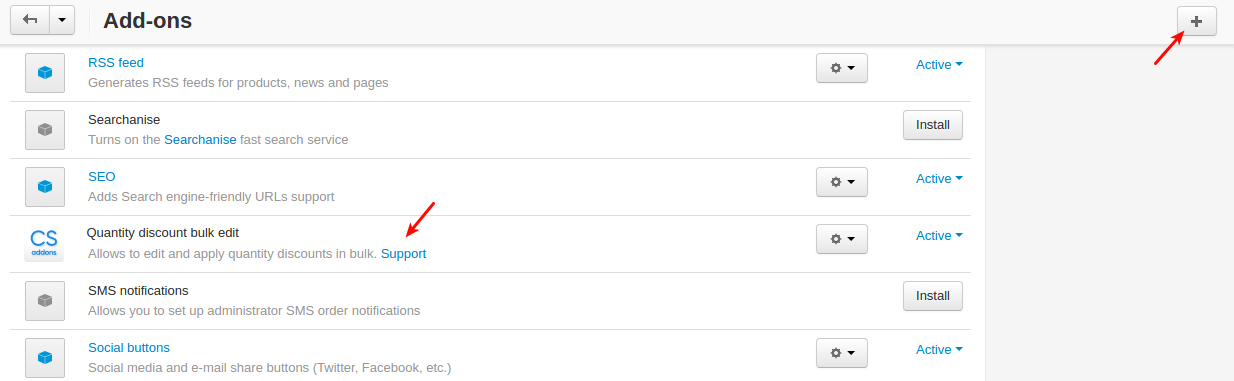 Add-ons
RSS feed
Generates RSS feeds for products, news and pages
Active
Searchanise
Turns on the Searchanise fast search service
Install
SEO
Adds Search engine-friendly URLs support
Active
CS
addons
Quantity discount bulk edit
Allows to edit and apply quantity discounts in bulk. Support
Active
SMS notifications
Allows you to set up administrator SMS order notifications
Install
Social buttons
Social media and e-mail share buttons (Twitter, Facebook, etc.)
Active